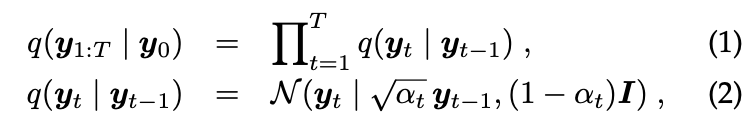 q(y_{1:T} | y_0) = ∏_{t=1}^{T} q(y_t | y_{t−1}) , (1)
q(y_t | y_{t−1}) = 𝒩(y_t | √α_t y_{t−1}, (1 − α_t)I) , (2)